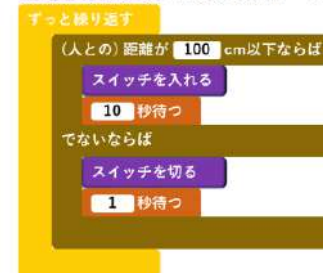 ずっと繰り返す
(人との) 距離が 100 cm以下ならば
スイッチを入れる
10 秒待つ
でないならば
スイッチを切る
1 秒待つ